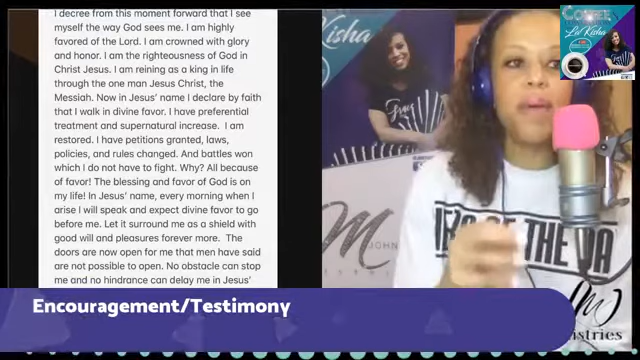 I decree from this moment forward that I see
myself the way God sees me. I am highly
favored of the Lord. I am crowned with glory
and honor. I am the righteousness of God in
Christ Jesus. I am reining as a king in life
through the one man Jesus Christ, the
Messiah. Now in Jesus' name I declare by faith
that I walk in divine favor. I have preferential
treatment and supernatural increase. I am
restored. I have petitions granted, laws,
policies, and rules changed. And battles won
which I do not have to fight. Why? All because
of favor! The blessing and favor of God is on
my life! In Jesus' name, every morning when I
arise I will speak and expect divine favor to go
before me. Let it surround me as a shield with
good will and pleasures forever more. The
doors are now open for me that men have said
are not possible to open. No obstacle can stop
me and no hindrance can delay me in Jesus'
Encouragement/Testimony
Kisha
JOHN
OF THE DA
M
istries
Coffee
La'Kisha